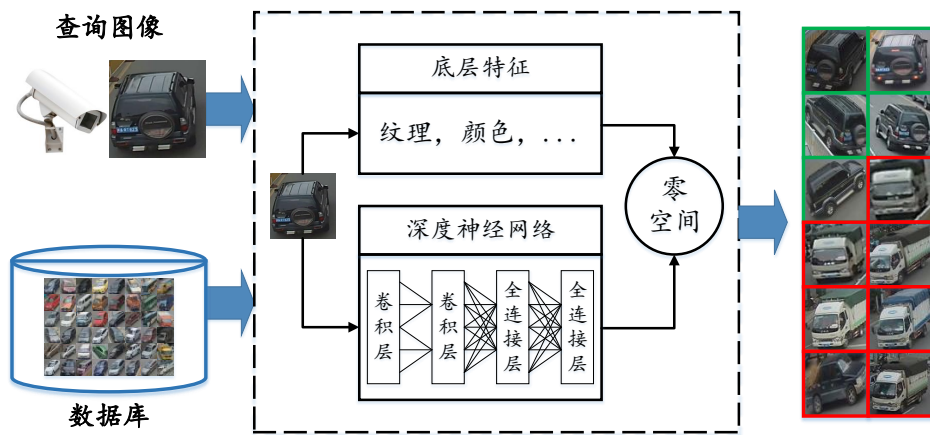 查询图像
底层特征
纹理，颜色，...
零
空间
深度神经网络
卷积层
卷积层
全连接层
全连接层
数据库